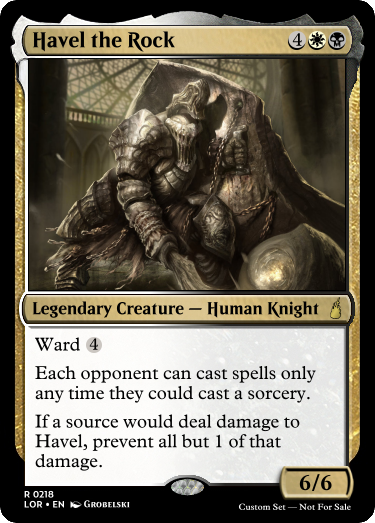 Havel the Rock 4
Legendary Creature — Human Knight
Ward 4
Each opponent can cast spells only
any time they could cast a sorcery.
If a source would deal damage to
Havel, prevent all but 1 of that
damage.
6/6
R 0218
LOR • EN Grobelski
Custom Set — Not For Sale